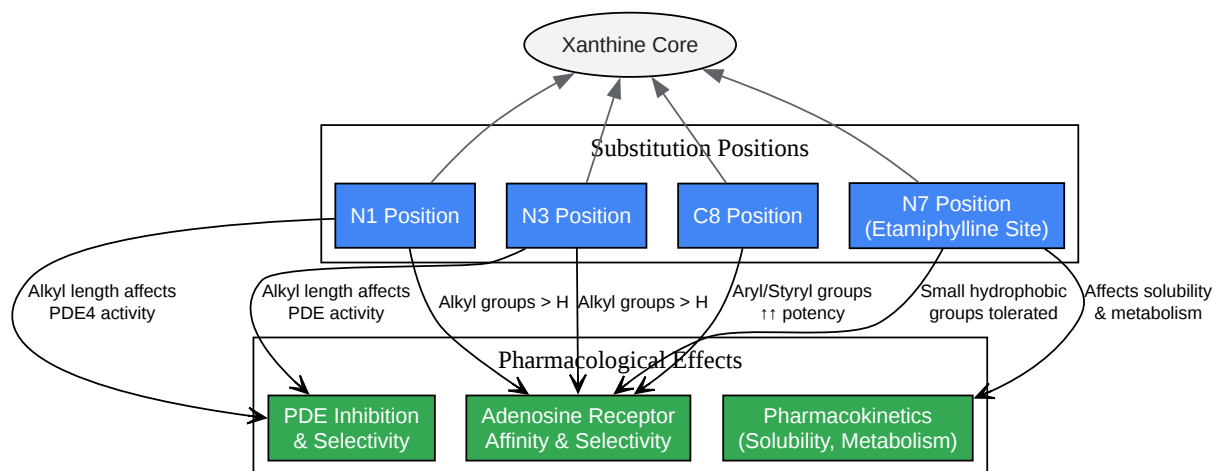 Xanthine Core
Substitution Positions
N1 Position
N3 Position
C8 Position
N7 Position
(Etamiphylline Site)
Alkyl length affects
PDE4 activity
Alkyl length affects
PDE activity
Alkyl groups > H
Alkyl groups > H
Aryl/Styryl groups
↑↑ potency
Small hydrophobic
groups tolerated
Affects solubility
& metabolism
Pharmacological Effects
PDE Inhibition
& Selectivity
Adenosine Receptor
Affinity & Selectivity
Pharmacokinetics
(Solubility, Metabolism)